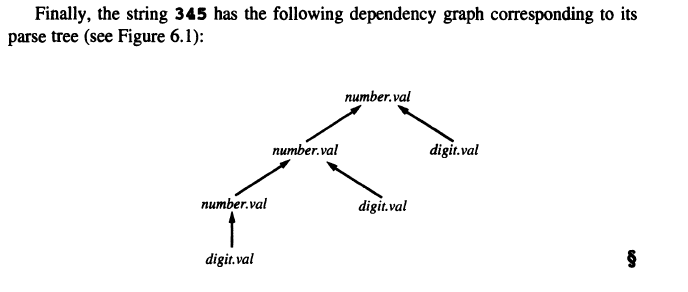 Finally, the string 345 has the following dependency graph corresponding to its
parse tree (see Figure 6.1):
number.val
number.val
digit.val
number.val
digit.val
digit.val
§